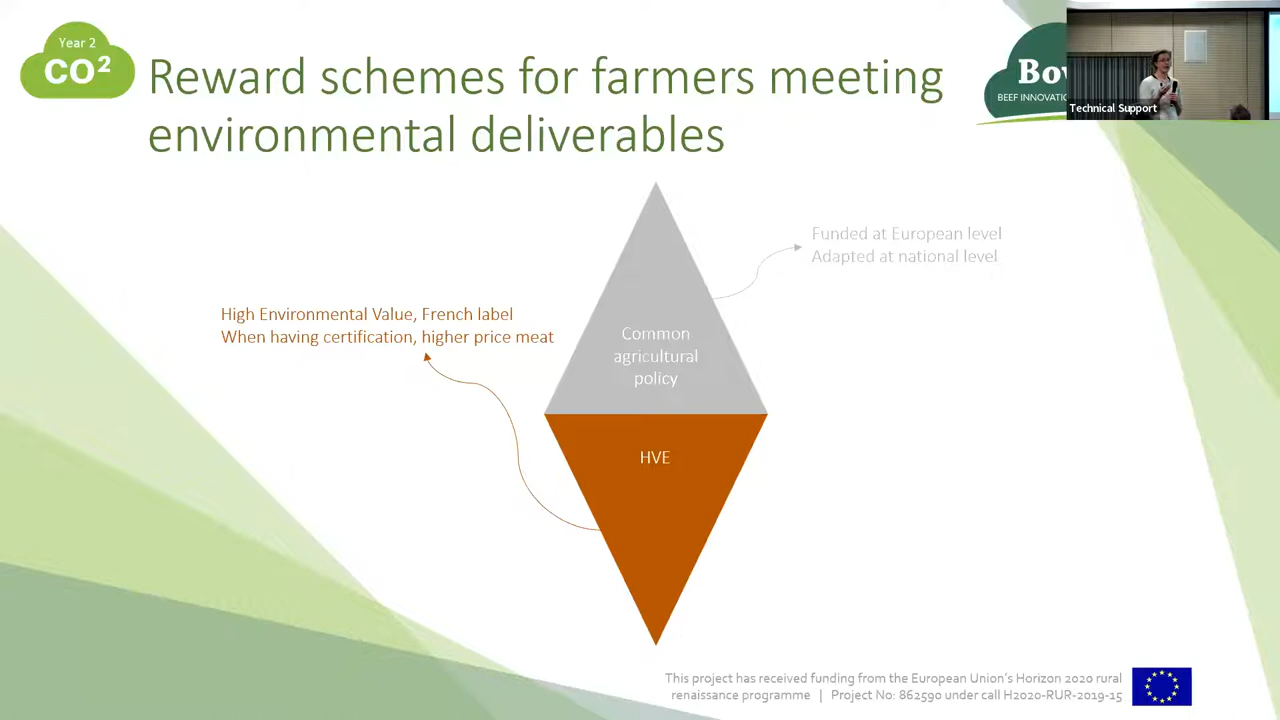 Year 2
CO²
Reward schemes for farmers meeting
environmental deliverables
BEEF
Technical Support
Funded at European level
Adapted at national level
High Environmental Value, French label
When having certification, higher price meat
Common
agricultural
policy
HVE
This project has received funding from the European Union's Horizon 2020 rural
renaissance programme | Project No: 862590 under call H2020-RUR-2019-15